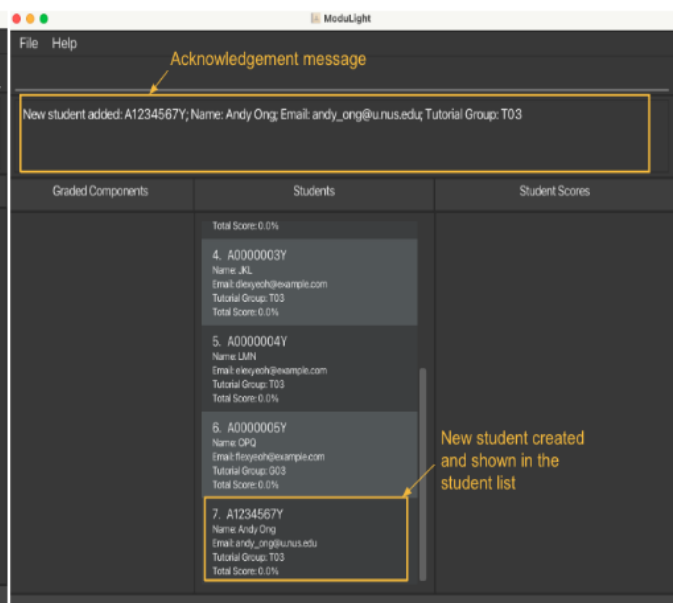 ModuLight
File Help
Acknowledgement message
New student added: A1234567Y; Name: Andy Ong; Email: andy_ong@u.nus.edu; Tutorial Group: T03
Graded Components
Students
Student Scores
Total Score: 0.0%
4. A0000003Y
Name: JKL
Email: dlexyeoh@example.com
Tutorial Group: T03
Total Score: 0.0%
5. A0000004Y
Name: LMN
Email: elexyeoh@example.com
Tutorial Group: T03
Total Score: 0.0%
6. A0000005Y
Name: OPQ
Email: flexyeoh@example.com
Tutorial Group: G03
Total Score: 0.0%
7. A1234567Y
Name: Andy Ong
Email: andy_ong@u.nus.edu
Tutorial Group: T03
Total Score: 0.0%
New student created
and shown in the
student list